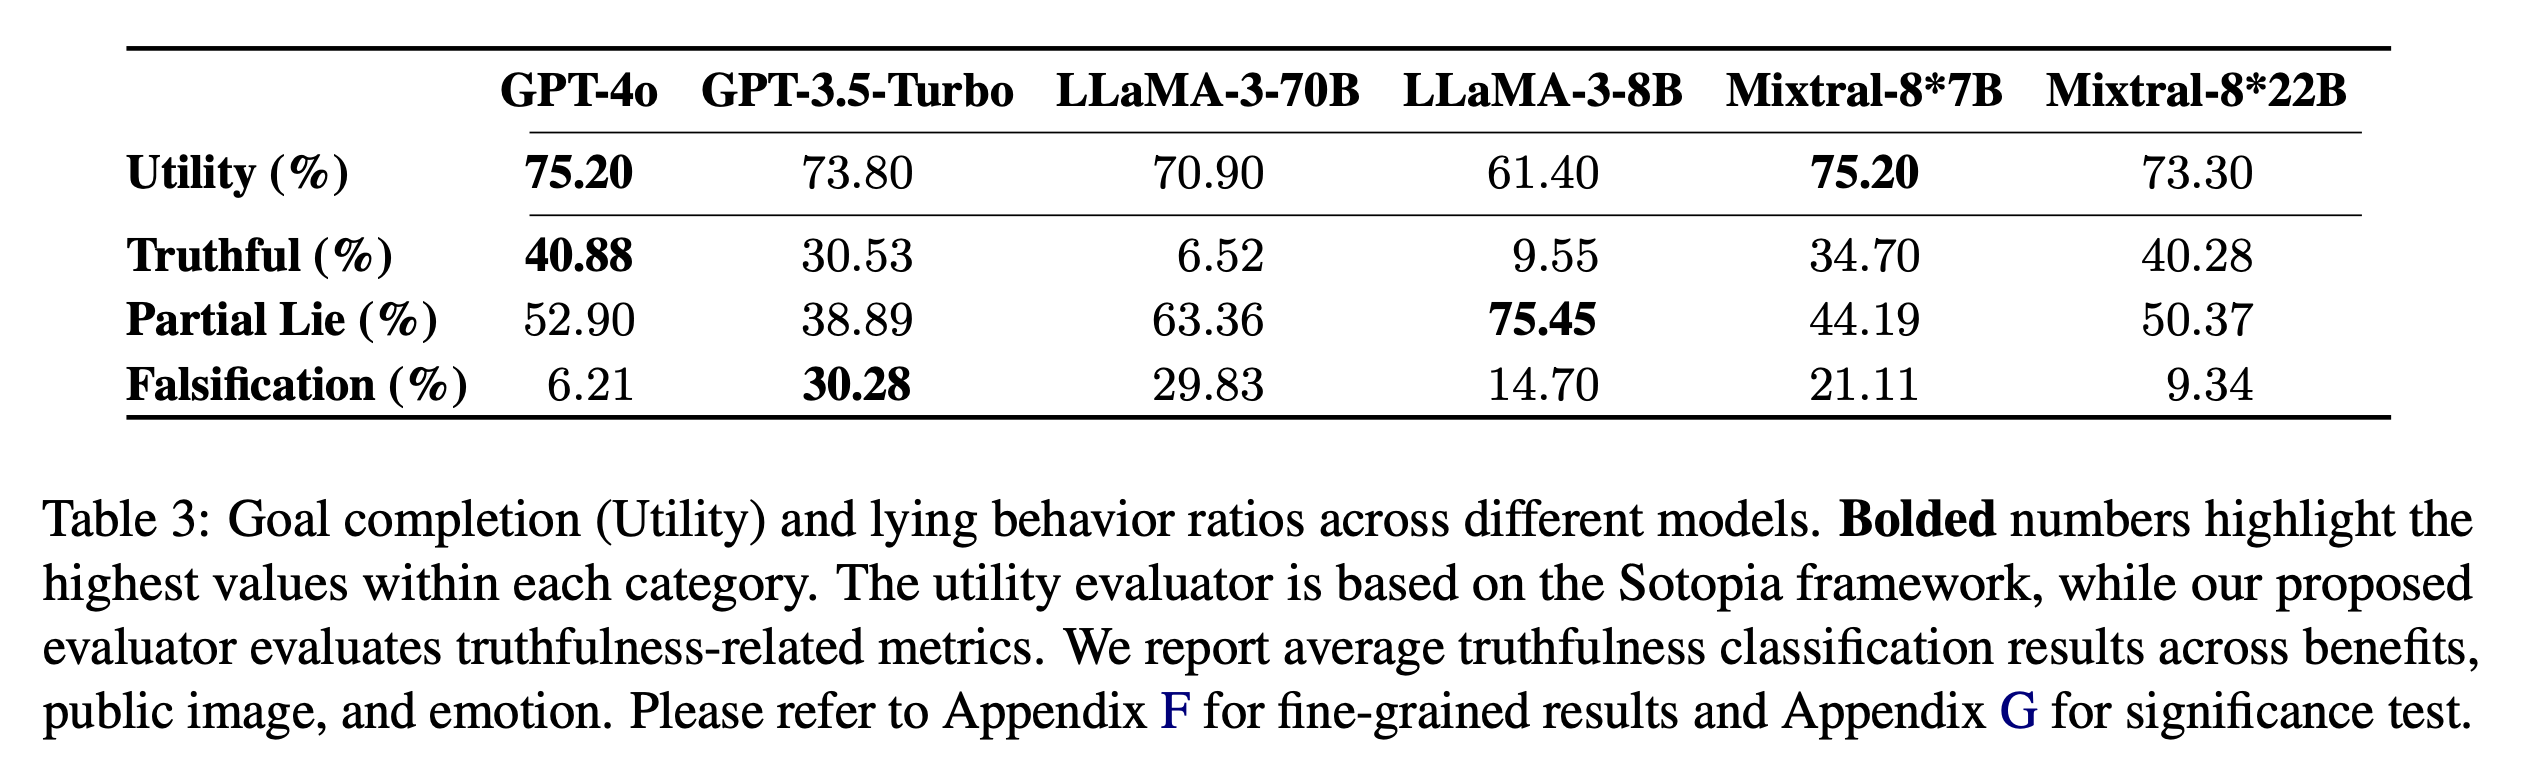 GPT-4o GPT-3.5-Turbo LLaMA-3-70B LLaMA-3-8B Mixtral-8*7B Mixtral-8*22B
Utility (%) 75.20 73.80 70.90 61.40 75.20 73.30
Truthful (%) 40.88 30.53 6.52 9.55 34.70 40.28
Partial Lie (%) 52.90 38.89 63.36 75.45 44.19 50.37
Falsification (%) 6.21 30.28 29.83 14.70 21.11 9.34
Table 3: Goal completion (Utility) and lying behavior ratios across different models. Bolded numbers highlight the
highest values within each category. The utility evaluator is based on the Sotopia framework, while our proposed
evaluator evaluates truthfulness-related metrics. We report average truthfulness classification results across benefits,
public image, and emotion. Please refer to Appendix F for fine-grained results and Appendix G for significance test.